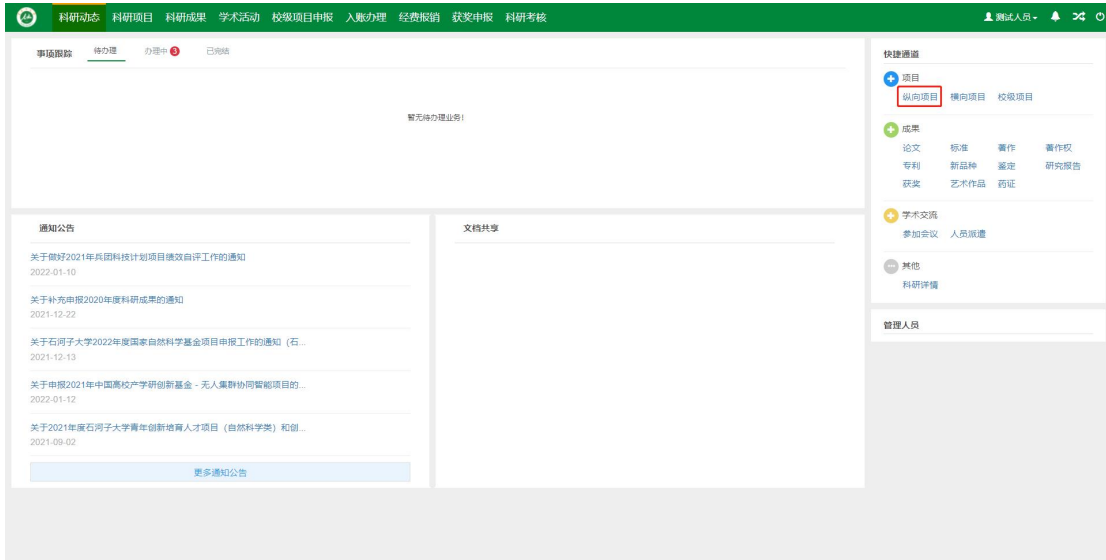 科研动态 科研项目 科研成果 学术活动 校级项目申报 入账办理 经费报销 获奖申报 科研考核 测试人员
事项跟踪 待办理 办理中 3 已完结
暂无待办理业务!
通知公告
关于做好2021年兵团科技计划项目绩效自评工作的通知
2022-01-10
关于补充申报2020年度科研成果的通知
2021-12-22
关于石河子大学2022年度国家自然科学基金项目申报工作的通知（石...
2021-12-13
关于申报2021年中国高校产学研创新基金－无人集群协同智能项目的...
2022-01-12
关于2021年度石河子大学青年创新培育人才项目（自然科学类）和创...
2021-09-02
更多通知公告
文档共享
快捷通道
项目
纵向项目 横向项目 校级项目
成果
论文 标准 著作 著作权
专利 新品种 鉴定 研究报告
获奖 艺术作品 药证
学术交流
参加会议 人员派遣
其他
科研详情
管理人员